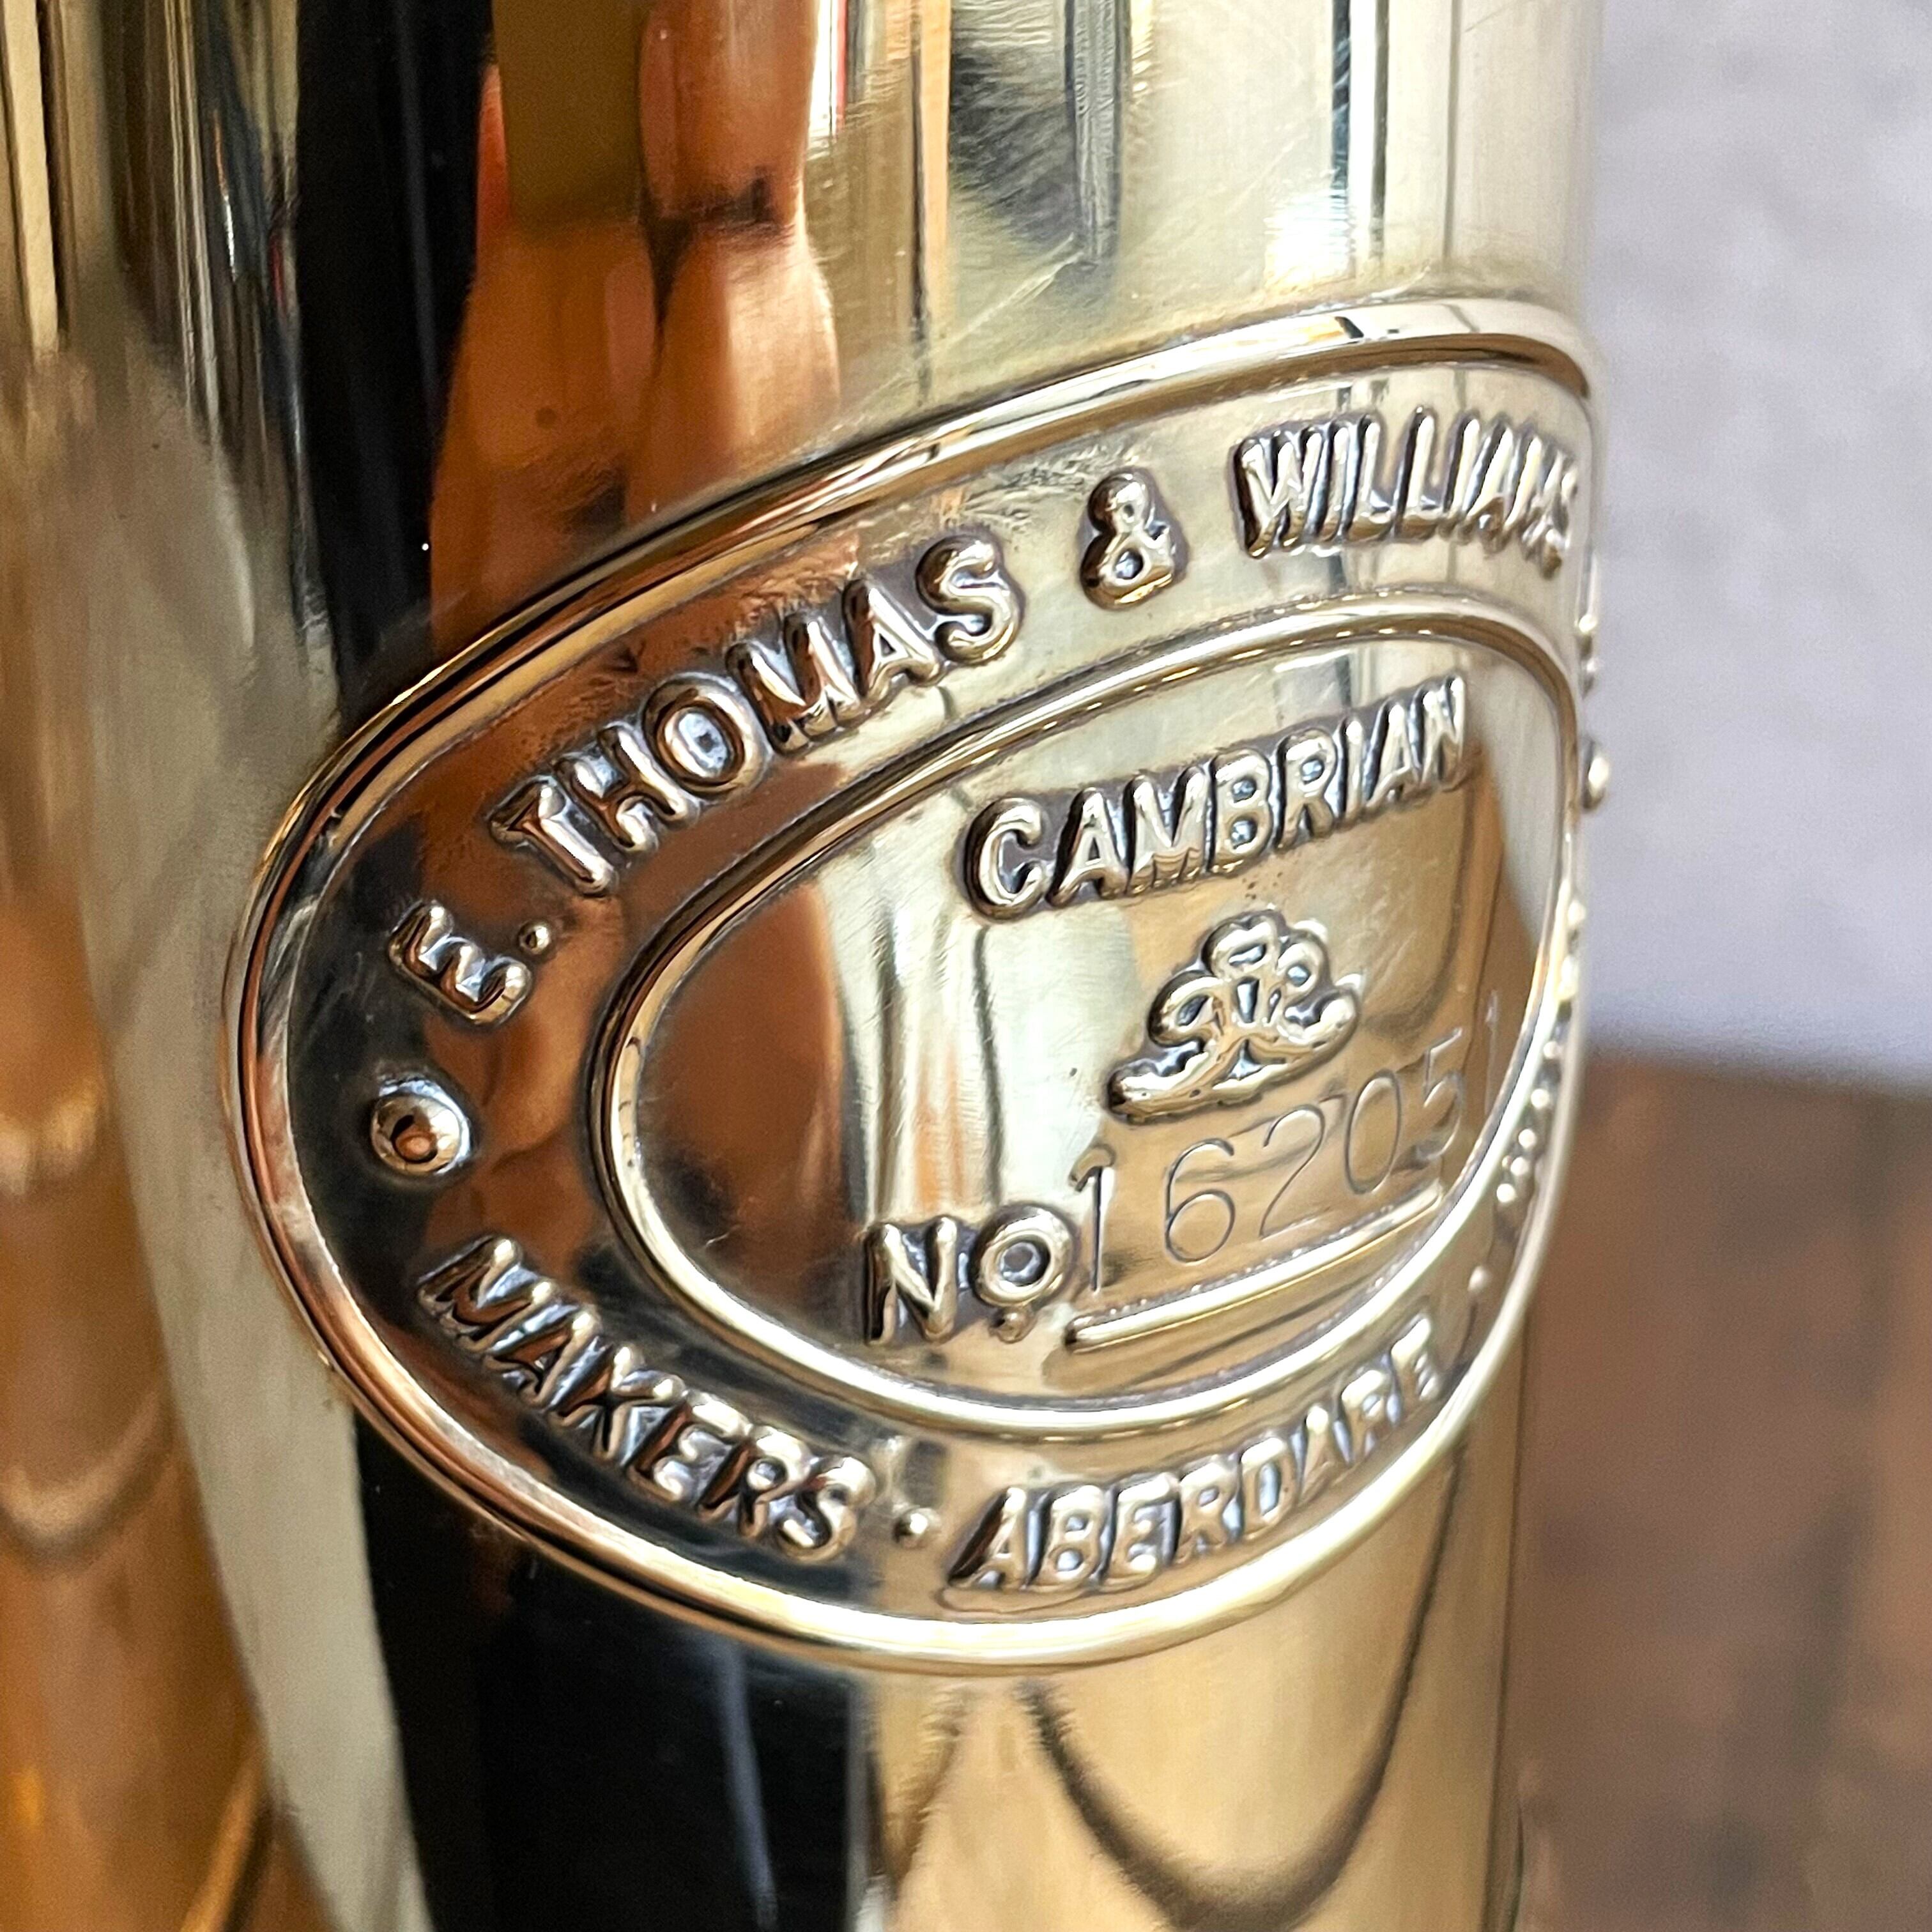 E. THOMAS & WILLIAMS
CAMBRIAN
No. 162051
MAKERS · ABERDARE ·